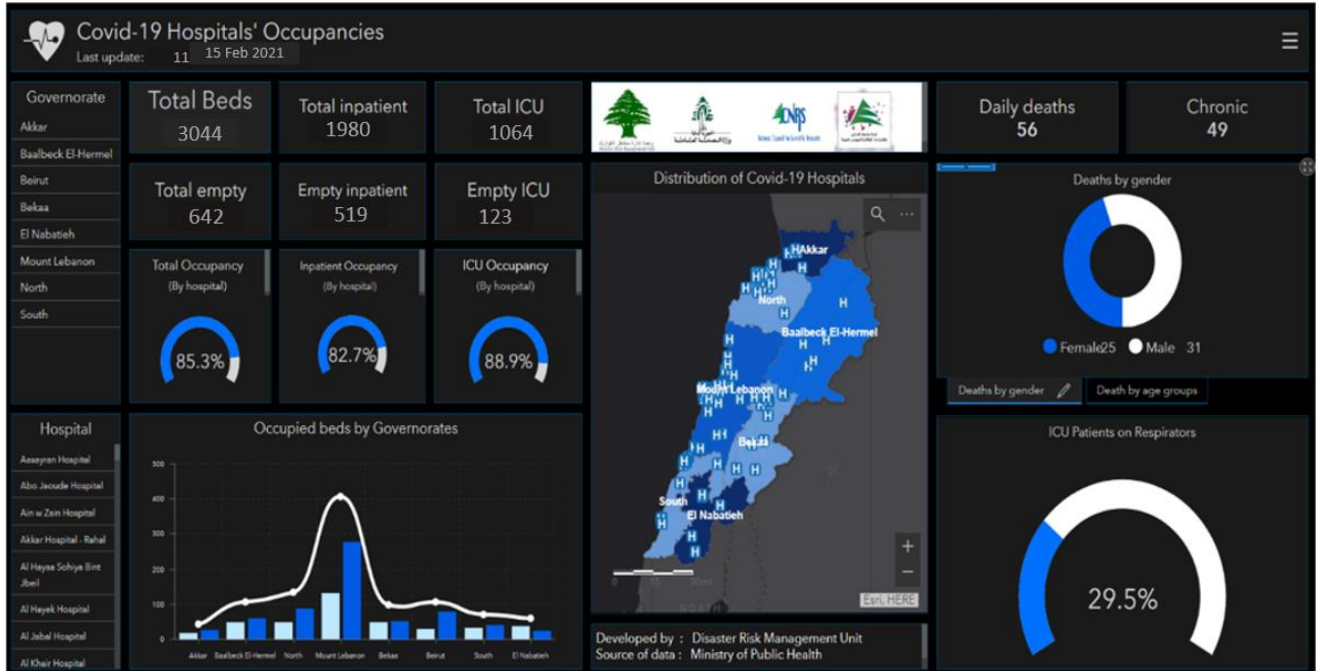 Covid-19 Hospitals' Occupancies
Last update: 11 15 Feb 2021
Governorate
Akkar
Baalbeck El-Hermel
Beirut
Bekaa
El Nabatieh
Mount Lebanon
North
South
Total Beds
3044
Total inpatient
1980
Total ICU
1064
Total empty
642
Empty inpatient
519
Empty ICU
123
Total Occupancy
(By hospital)
85.3%
Inpatient Occupancy
(By hospital)
82.7%
ICU Occupancy
(By hospital)
88.9%
CNRS
Daily deaths
56
Chronic
49
Distribution of Covid-19 Hospitals
Akkar
North
Baalbeck El-Hermel
Mount Lebanon
Bekaa
South
El Nabatieh
0 15 30mi
Esri, HERE
Developed by : Disaster Risk Management Unit
Source of data : Ministry of Public Health
Deaths by gender
Female25 Male 31
Deaths by gender
Death by age groups
ICU Patients on Respirators
29.5%
Hospital
Assayran Hospital
Abo Jaoude Hospital
Ain w Zain Hospital
Akkar Hospital - Rahal
Al Hayaa Sohiya Bint
Jbeil
Al Hayek Hospital
Al Jabal Hospital
Al Khair Hospital
Occupied beds by Governorates
500
400
300
200
100
0
Akkar Baalbeck El-Hermel North Mount Lebanon Bekaa Beirut South El Nabatieh